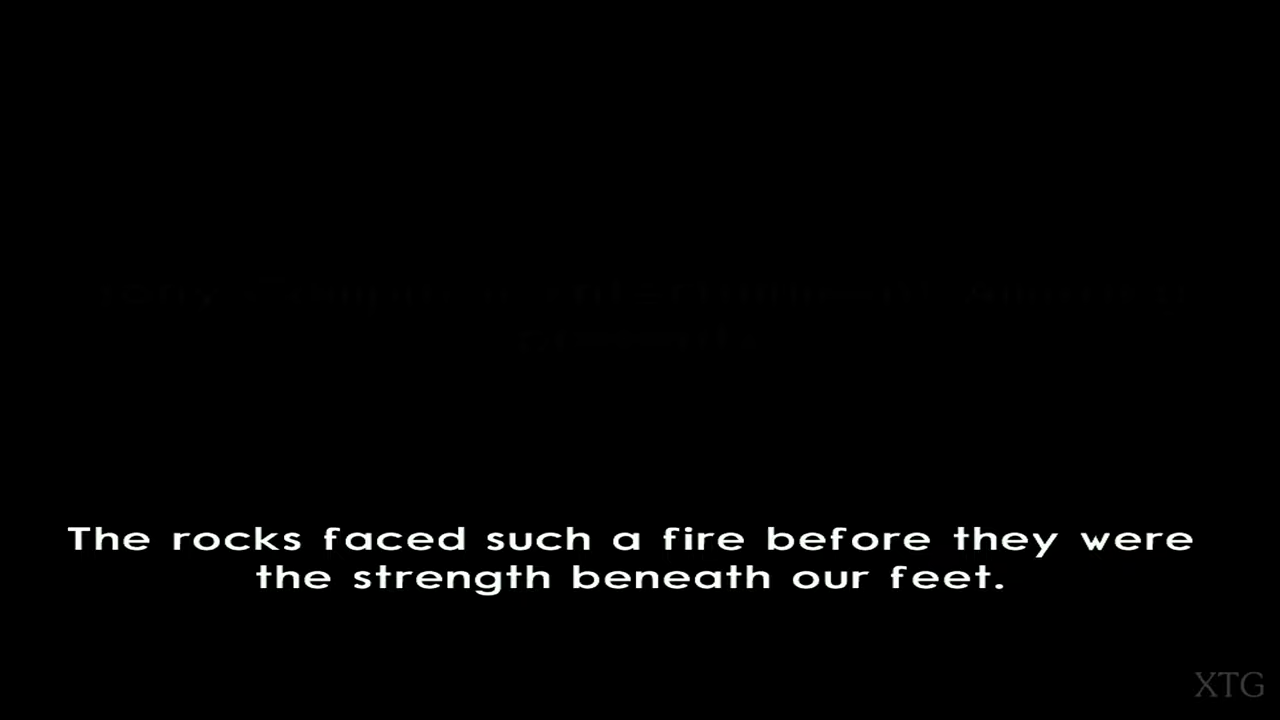 The rocks faced such a fire before they were
the strength beneath our feet.
XTG